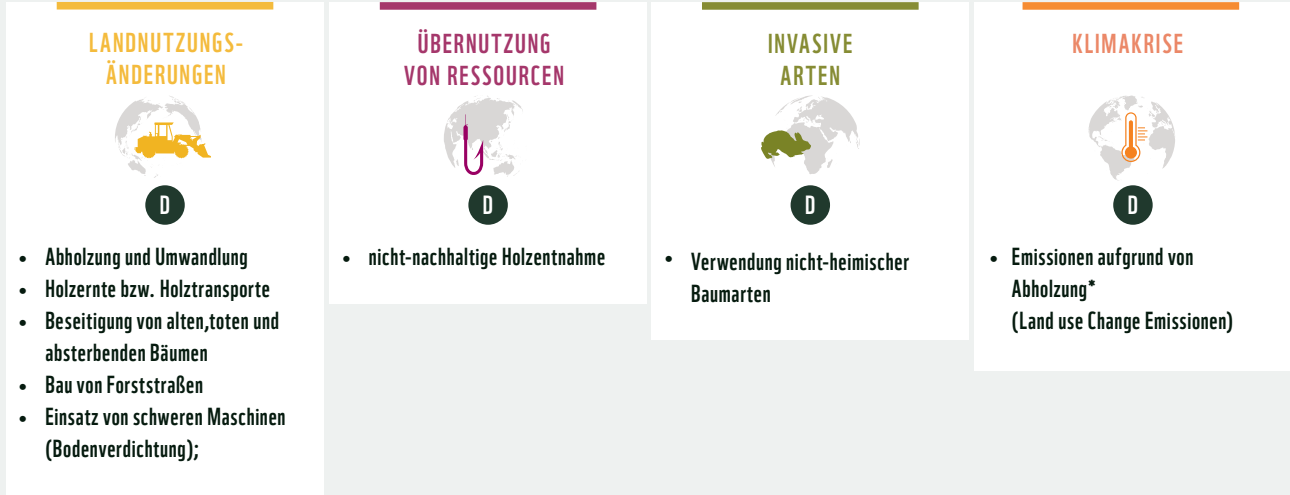 LANDNUTZUNGS-
ÄNDERUNGEN
D
• Abholzung und Umwandlung
• Holzernte bzw. Holztransporte
• Beseitigung von alten,toten und
absterbenden Bäumen
• Bau von Forststraßen
• Einsatz von schweren Maschinen
(Bodenverdichtung);
ÜBERNUTZUNG
VON RESSOURCEN
D
• nicht-nachhaltige Holzentnahme
INVASIVE
ARTEN
D
• Verwendung nicht-heimischer
Baumarten
KLIMAKRISE
D
• Emissionen aufgrund von
Abholzung*
(Land use Change Emissionen)